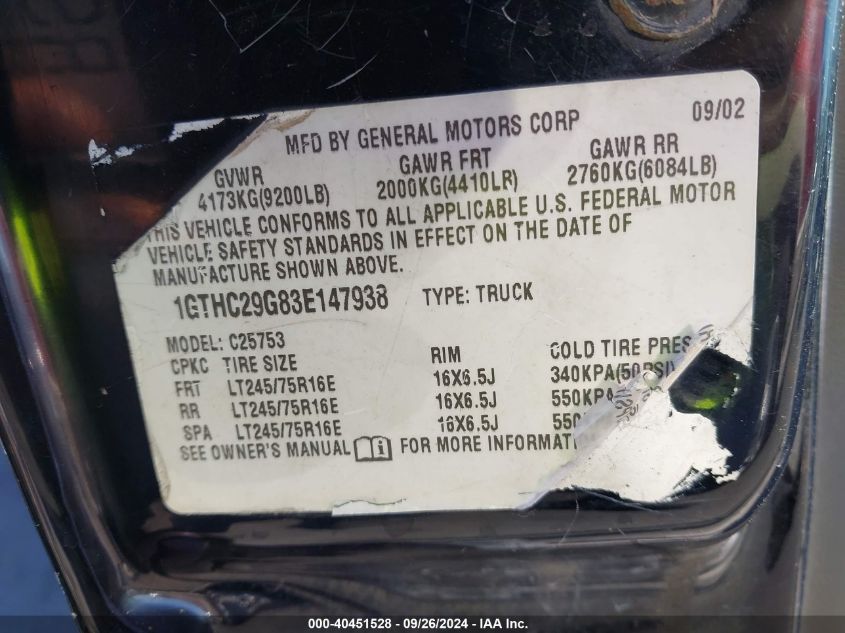 09/02
MFD BY GENERAL MOTORS CORP
GVWR GAWR FRT GAWR RR
4173KG(9200LB) 2000KG(4410LR) 2760KG(6084LB)
THIS VEHICLE CONFORMS TO ALL APPLICABLE U.S. FEDERAL MOTOR
VEHICLE SAFETY STANDARDS IN EFFECT ON THE DATE OF
MANUFACTURE SHOWN ABOVE.
1GTHC29G83E147938 TYPE: TRUCK
MODEL: C25753
CPKC TIRE SIZE RIM COLD TIRE PRES
FRT LT245/75R16E 16X6.5J 340KPA(50PSI)
RR LT245/75R16E 16X6.5J 550KPA
SPA LT245/75R16E 16X6.5J 550
SEE OWNER'S MANUAL FOR MORE INFORMATI
000-40451528 - 09/26/2024 - IAA Inc.